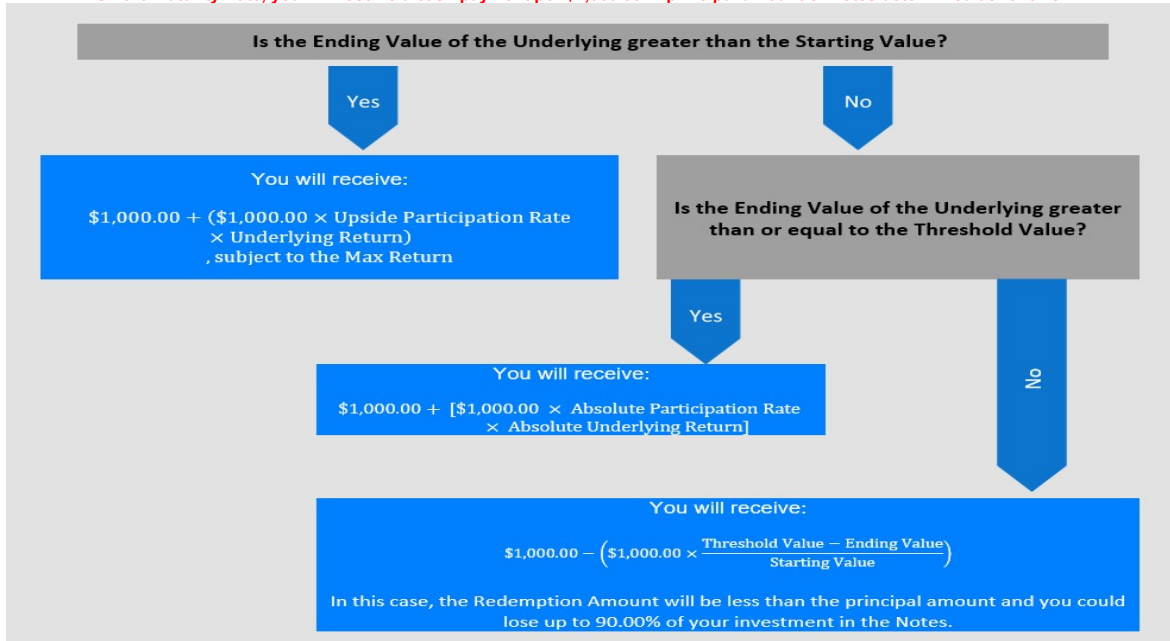 Is the Ending Value of the Underlying greater than the Starting Value?
Yes
No
You will receive:
$1,000.00 + ($1,000.00 × Upside Participation Rate
× Underlying Return)
, subject to the Max Return
Is the Ending Value of the Underlying greater
than or equal to the Threshold Value?
Yes
No
You will receive:
$1,000.00 + [$1,000.00 × Absolute Participation Rate
× Absolute Underlying Return]
You will receive:
$1,000.00 − ($1,000.00 × Threshold Value − Ending Value
Starting Value)
In this case, the Redemption Amount will be less than the principal amount and you could
lose up to 90.00% of your investment in the Notes.